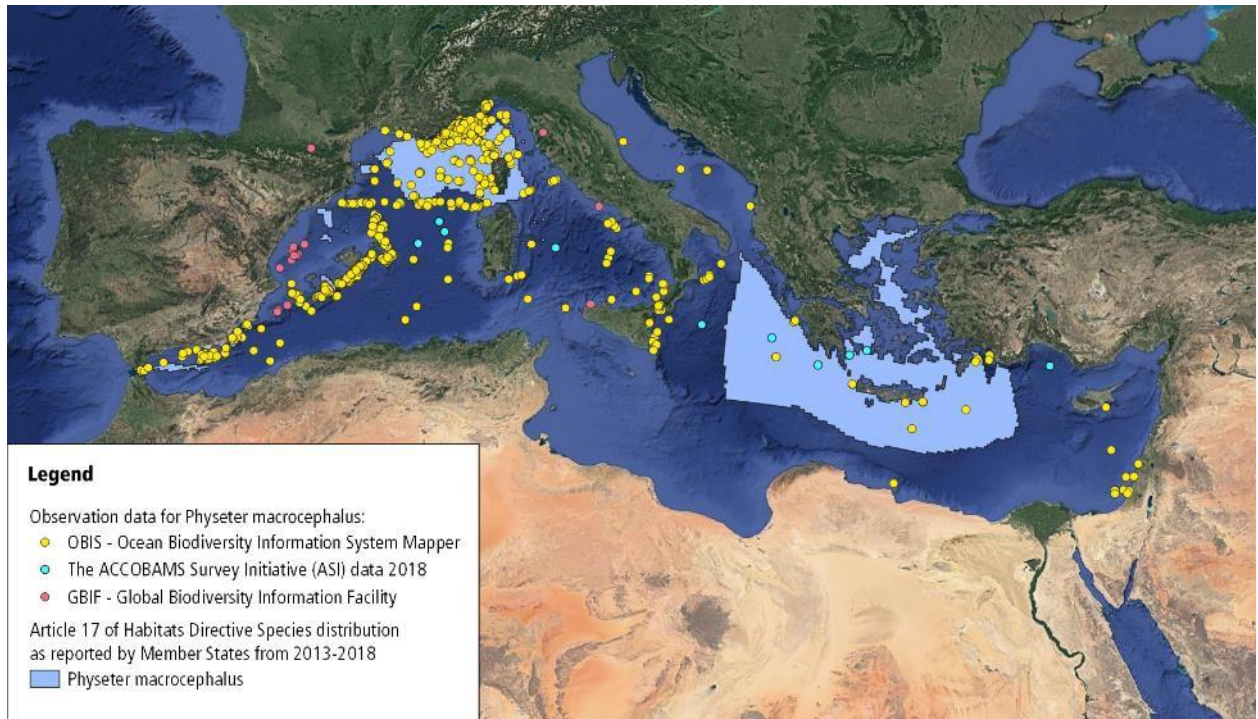 Legend
Observation data for Physeter macrocephalus:
OBIS - Ocean Biodiversity Information System Mapper
The ACCOBAMS Survey Initiative (ASI) data 2018
GBIF - Global Biodiversity Information Facility
Article 17 of Habitats Directive Species distribution
as reported by Member States from 2013-2018
Physeter macrocephalus